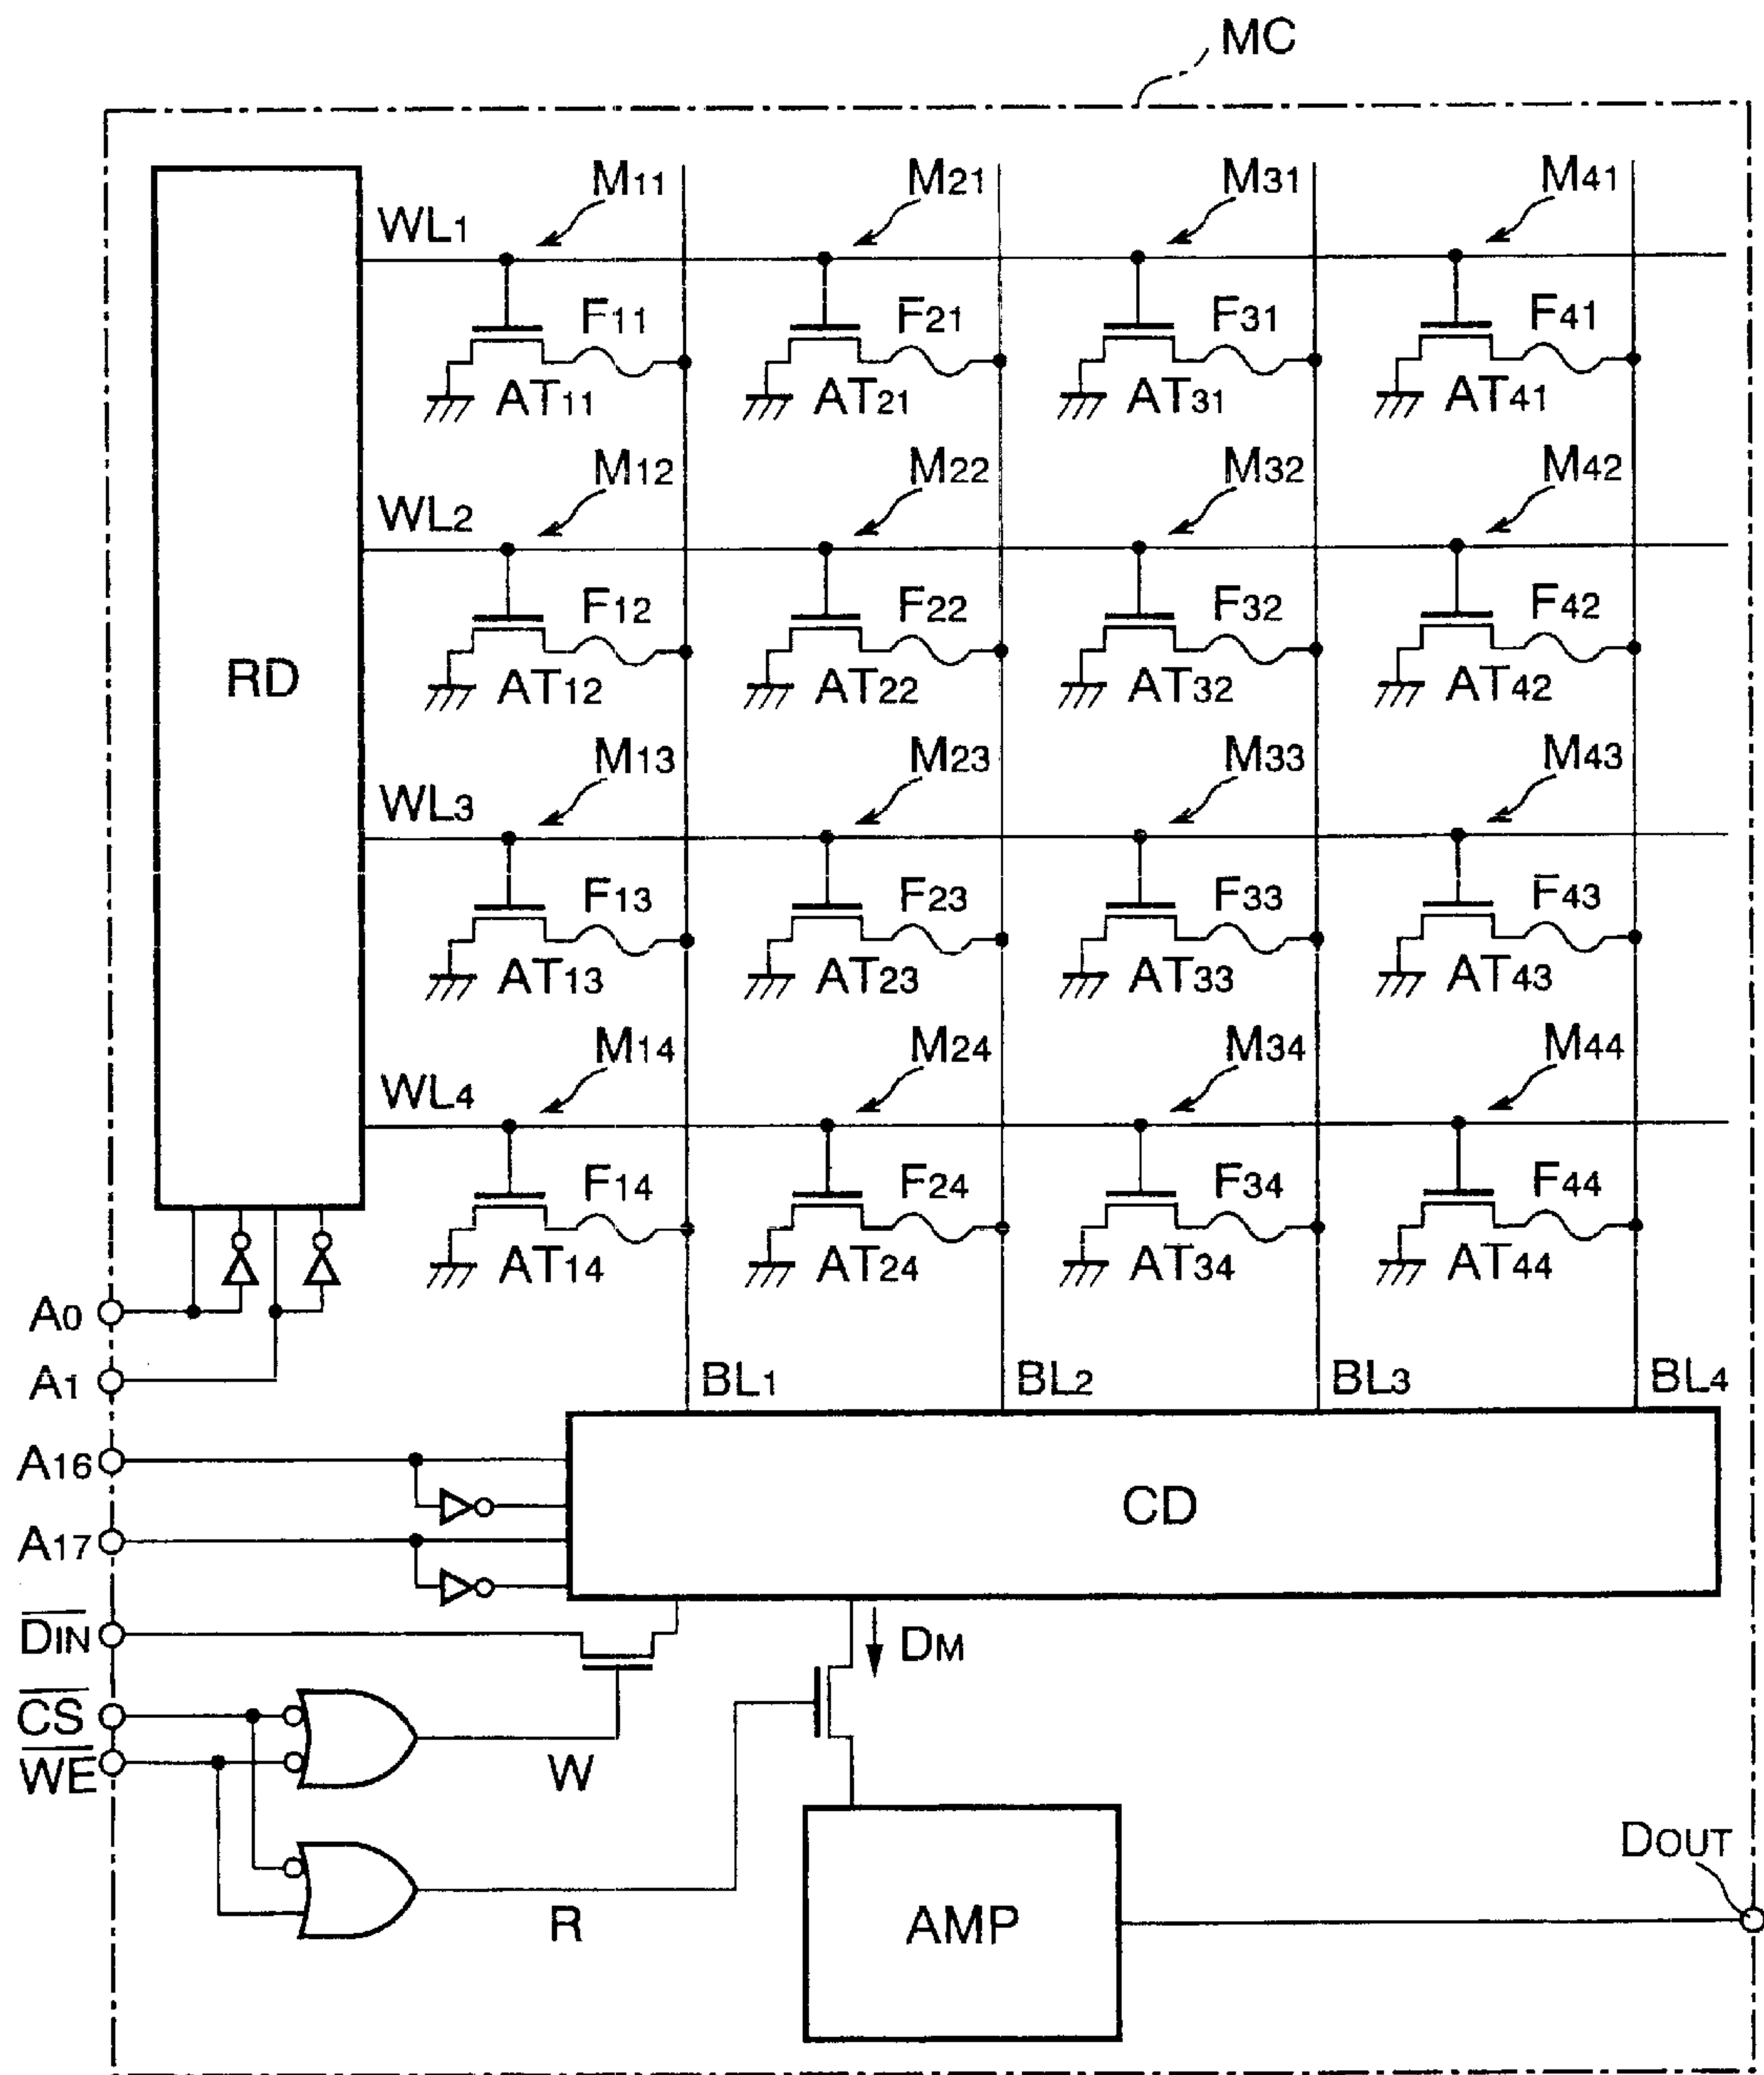 MC
M11 M21 M31 M41
WL1
F11 F21 F31 F41
AT11 AT21 AT31 AT41
M12 M22 M32 M42
WL2
F12 F22 F32 F42
RD
AT12 AT22 AT32 AT42
M13 M23 M33 M43
WL3
F13 F23 F33 F43
AT13 AT23 AT33 AT43
M14 M24 M34 M44
WL4
F14 F24 F34 F44
AT14 AT24 AT34 AT44
A0
A1
BL1 BL2 BL3 BL4
A16
CD
A17
D̅I̅N̅
DM
C̅S̅
W̅E̅
W
DOUT
R
AMP